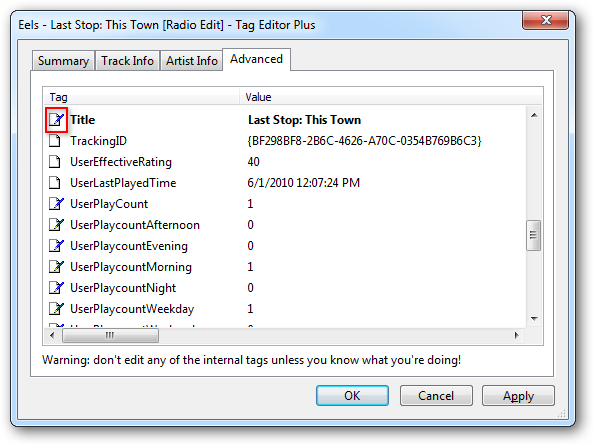 Eels - Last Stop: This Town [Radio Edit] - Tag Editor Plus
Summary Track Info Artist Info Advanced
Tag Value
Title Last Stop: This Town
TrackingID {BF298BF8-2B6C-4626-A70C-0354B769B6C3}
UserEffectiveRating 40
UserLastPlayedTime 6/1/2010 12:07:24 PM
UserPlayCount 1
UserPlaycountAfternoon 0
UserPlaycountEvening 0
UserPlaycountMorning 1
UserPlaycountNight 0
UserPlaycountWeekday 1
Warning: don't edit any of the internal tags unless you know what you're doing!
OK Cancel Apply